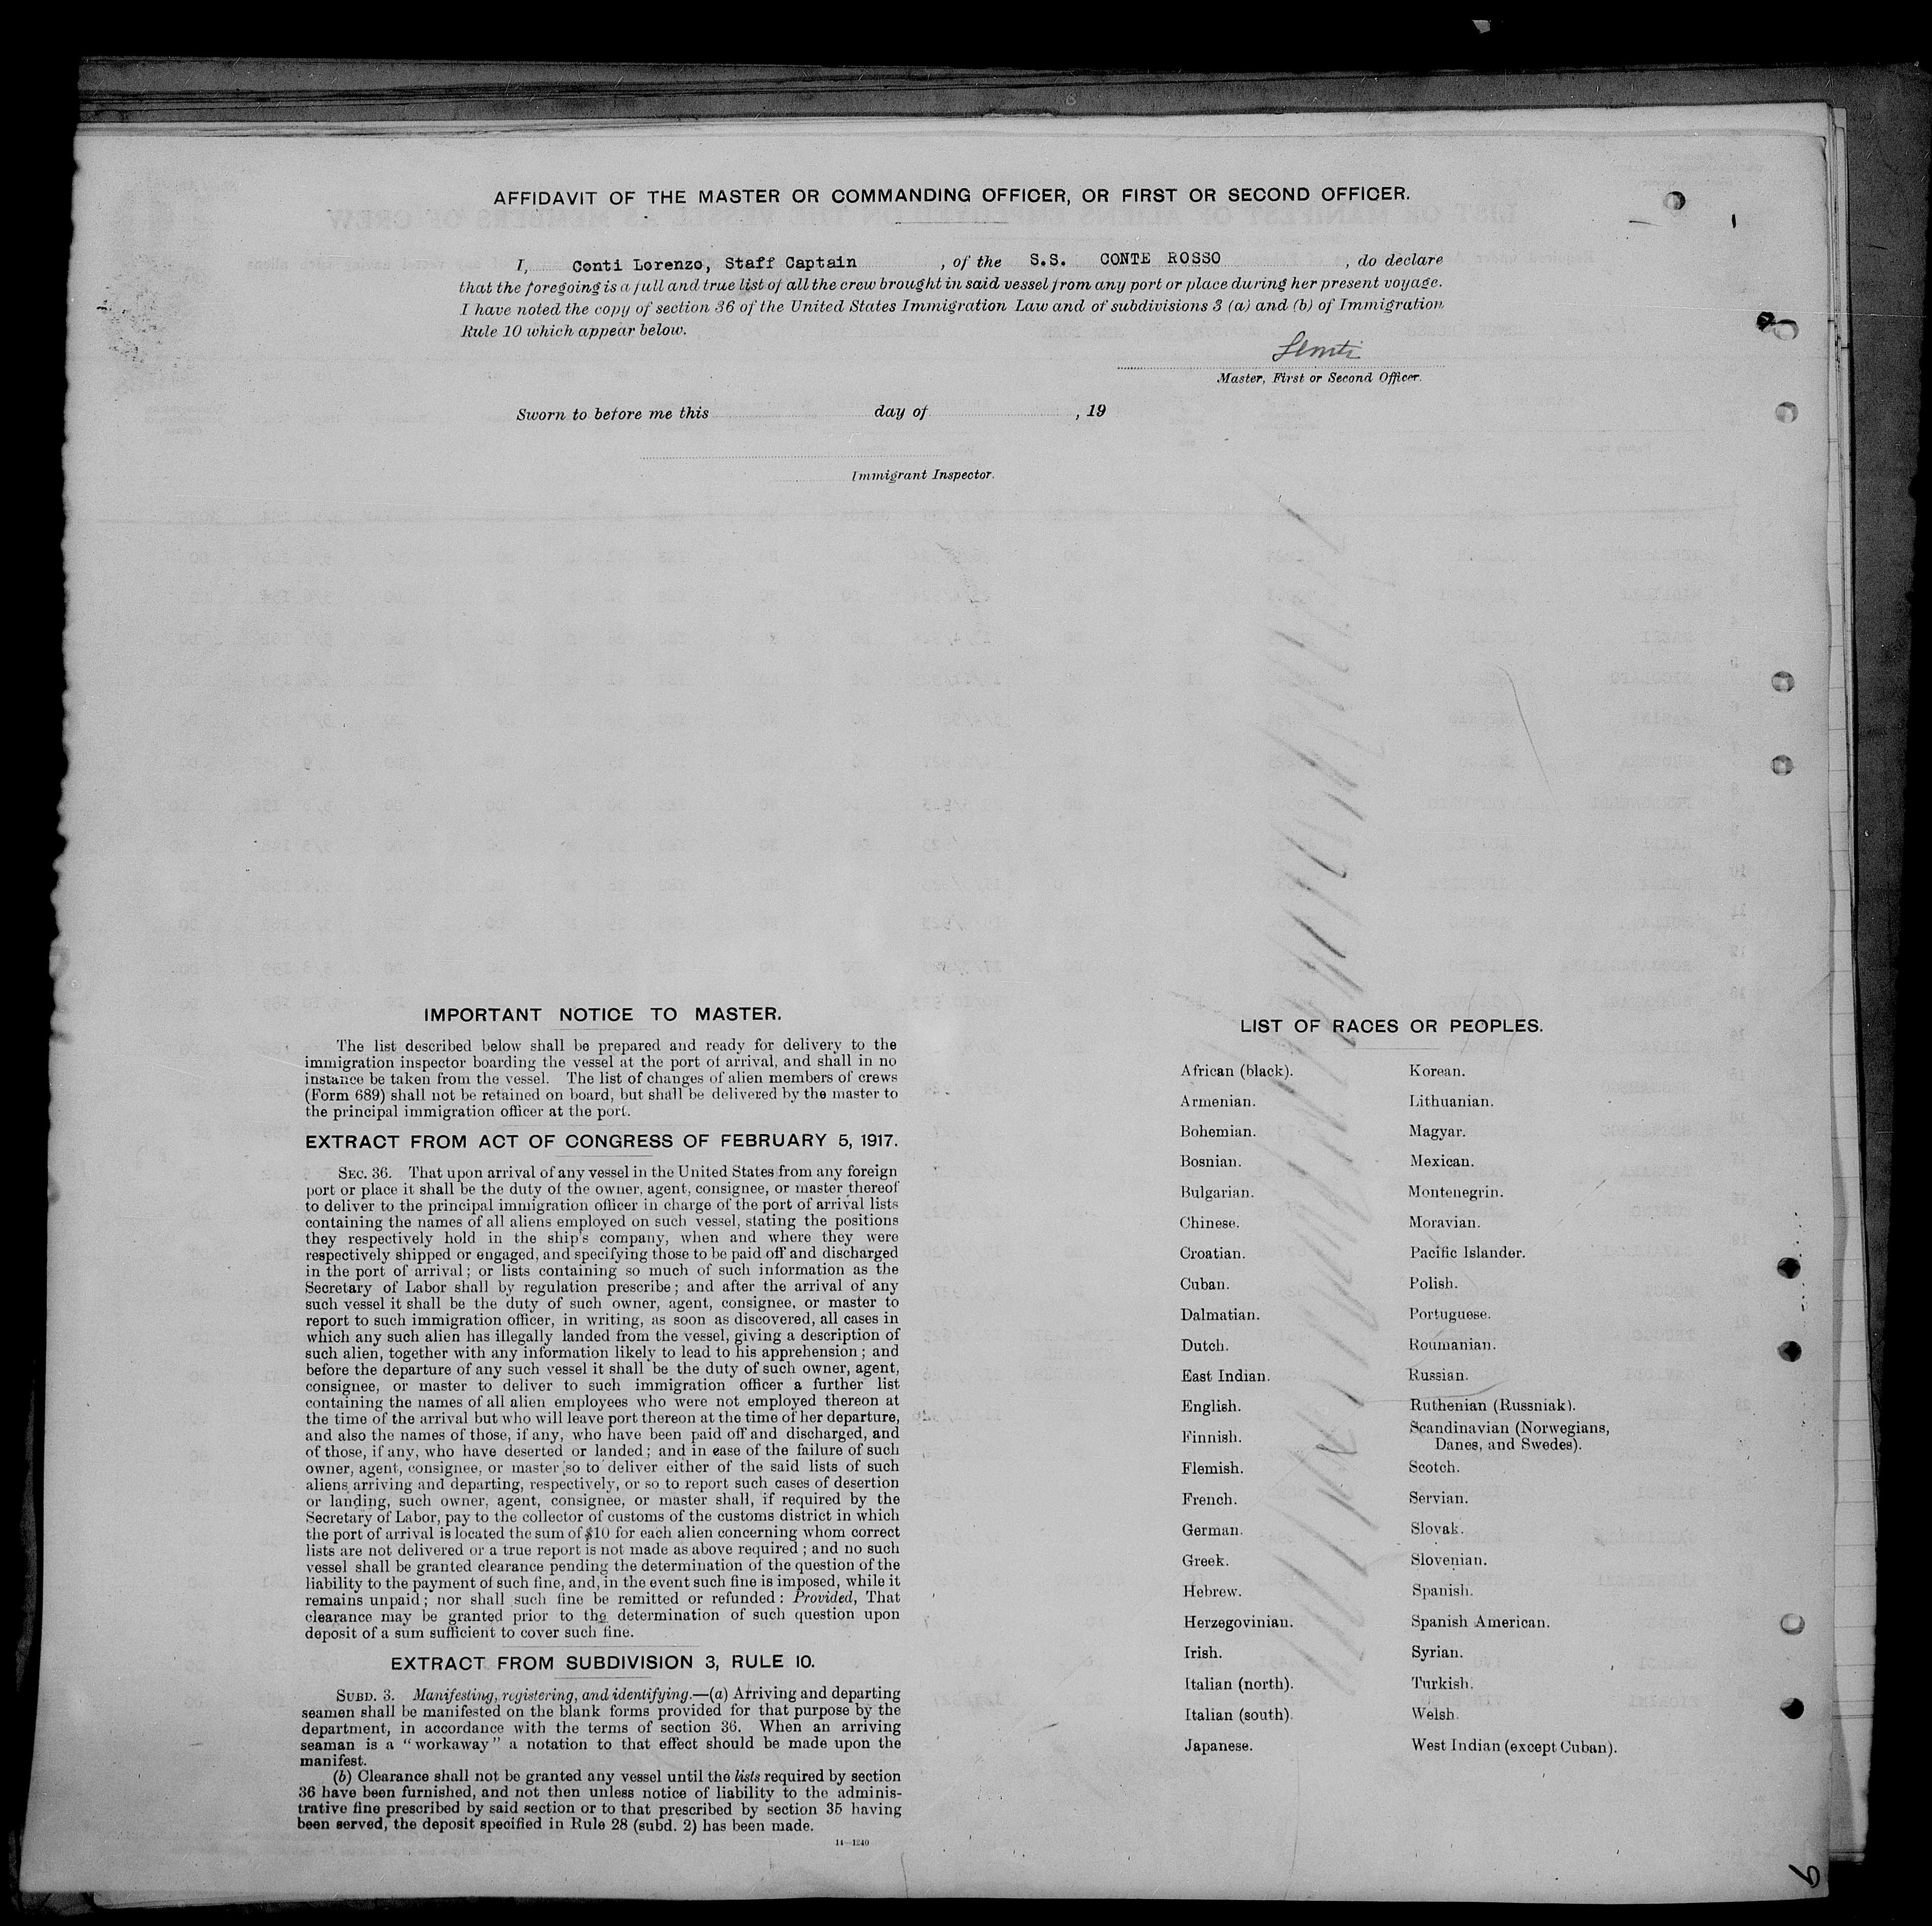 AFFIDAVIT OF THE MASTER OR COMMANDING OFFICER, OR FIRST OR SECOND OFFICER.
I, Conti Lorenzo, Staff Captain , of the S.S. CONTE ROSSO , do declare
that the foregoing is a full and true list of all the crew brought in said vessel from any port or place during her present voyage.
I have noted the copy of section 36 of the United States Immigration Law and of subdivisions 3 (a) and (b) of Immigration
Rule 10 which appear below.
LConti
Master, First or Second Officer.
Sworn to before me this day of , 19
Immigrant Inspector.
IMPORTANT NOTICE TO MASTER.
The list described below shall be prepared and ready for delivery to the
immigration inspector boarding the vessel at the port of arrival, and shall in no
instance be taken from the vessel. The list of changes of alien members of crews
(Form 689) shall not be retained on board, but shall be delivered by the master to
the principal immigration officer at the port.
EXTRACT FROM ACT OF CONGRESS OF FEBRUARY 5, 1917.
SEC. 36. That upon arrival of any vessel in the United States from any foreign
port or place it shall be the duty of the owner, agent, consignee, or master thereof
to deliver to the principal immigration officer in charge of the port of arrival lists
containing the names of all aliens employed on such vessel, stating the positions
they respectively hold in the ship's company, when and where they were
respectively shipped or engaged, and specifying those to be paid off and discharged
in the port of arrival; or lists containing so much of such information as the
Secretary of Labor shall by regulation prescribe; and after the arrival of any
such vessel it shall be the duty of such owner, agent, consignee, or master to
report to such immigration officer, in writing, as soon as discovered, all cases in
which any such alien has illegally landed from the vessel, giving a description of
such alien, together with any information likely to lead to his apprehension; and
before the departure of any such vessel it shall be the duty of such owner, agent,
consignee, or master to deliver to such immigration officer a further list
containing the names of all alien employees who were not employed thereon at
the time of the arrival but who will leave port thereon at the time of her departure,
and also the names of those, if any, who have been paid off and discharged, and
of those, if any, who have deserted or landed; and in case of the failure of such
owner, agent, consignee, or master so to deliver either of the said lists of such
aliens arriving and departing, respectively, or so to report such cases of desertion
or landing, such owner, agent, consignee, or master shall, if required by the
Secretary of Labor, pay to the collector of customs of the customs district in which
the port of arrival is located the sum of $10 for each alien concerning whom correct
lists are not delivered or a true report is not made as above required; and no such
vessel shall be granted clearance pending the determination of the question of the
liability to the payment of such fine, and, in the event such fine is imposed, while it
remains unpaid; nor shall such fine be remitted or refunded: Provided, That
clearance may be granted prior to the determination of such question upon
deposit of a sum sufficient to cover such fine.
EXTRACT FROM SUBDIVISION 3, RULE 10.
SUBD. 3. Manifesting, registering, and identifying.—(a) Arriving and departing
seamen shall be manifested on the blank forms provided for that purpose by the
department, in accordance with the terms of section 36. When an arriving
seaman is a "workaway" a notation to that effect should be made upon the
manifest.
(b) Clearance shall not be granted any vessel until the lists required by section
36 have been furnished, and not then unless notice of liability to the adminis-
trative fine prescribed by said section or to that prescribed by section 35 having
been served, the deposit specified in Rule 28 (subd. 2) has been made.
14—1240
LIST OF RACES OR PEOPLES.
African (black).
Armenian.
Bohemian.
Bosnian.
Bulgarian.
Chinese.
Croatian.
Cuban.
Dalmatian.
Dutch.
East Indian.
English.
Finnish.
Flemish.
French.
German.
Greek.
Hebrew.
Herzegovinian.
Irish.
Italian (north).
Italian (south).
Japanese.
Korean.
Lithuanian.
Magyar.
Mexican.
Montenegrin.
Moravian.
Pacific Islander.
Polish.
Portuguese.
Roumanian.
Russian.
Ruthenian (Russniak).
Scandinavian (Norwegians,
Danes, and Swedes).
Scotch.
Servian.
Slovak.
Slovenian.
Spanish.
Spanish American.
Syrian.
Turkish.
Welsh.
West Indian (except Cuban).